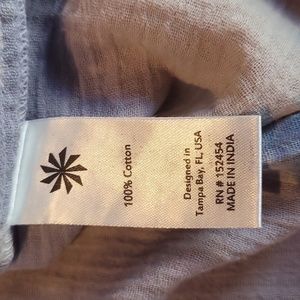 100% Cotton
Designed in
Tampa Bay, FL, USA
RN # 152454
MADE IN INDIA